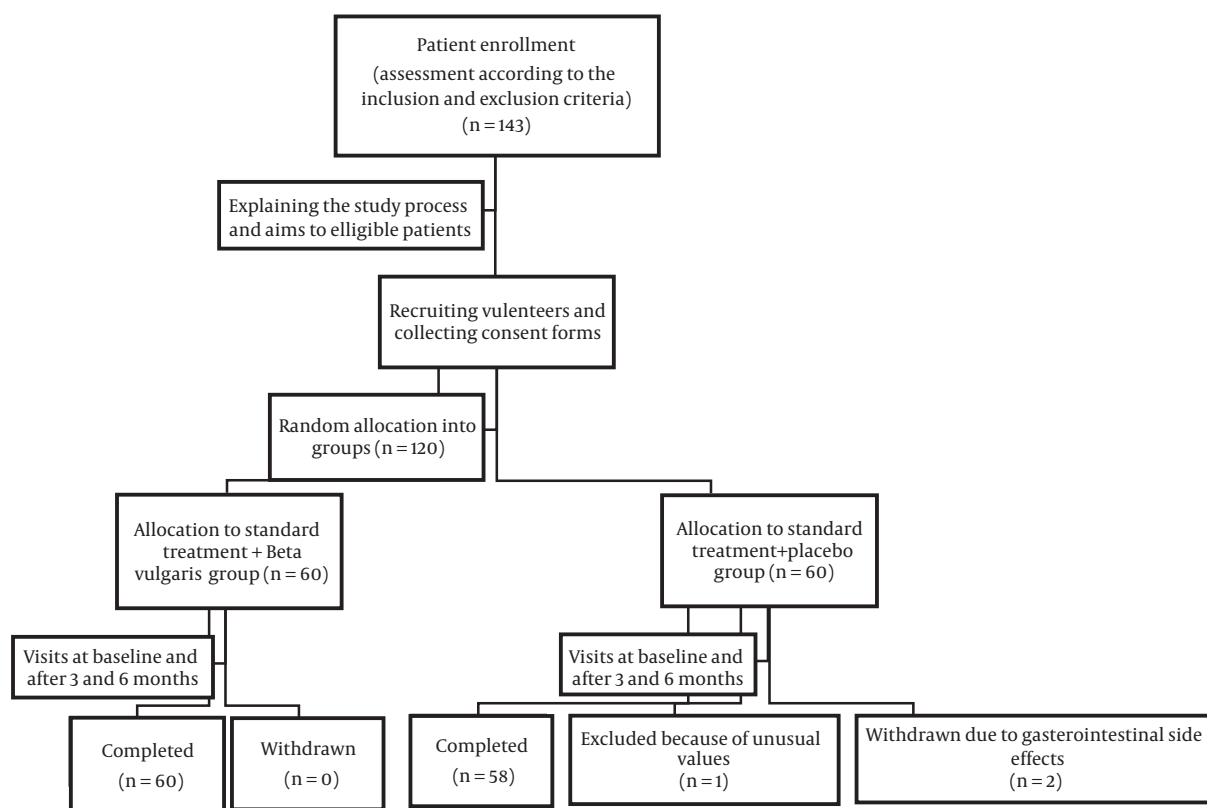 Patient enrollment
(assessment according to the
inclusion and exclusion criteria)
(n = 143)
Explaining the study process
and aims to elligible patients
Recruiting vulenteers and
collecting consent forms
Random allocation into
groups (n = 120)
Allocation to standard
treatment + Beta
vulgaris group (n = 60)
Allocation to standard
treatment+placebo
group (n = 60)
Visits at baseline and
after 3 and 6 months
Visits at baseline and
after 3 and 6 months
Completed
(n = 60)
Withdrawn
(n = 0)
Completed
(n = 58)
Excluded because of unusual
values
(n = 1)
Withdrawn due to gasterointestinal side
effects
(n = 2)